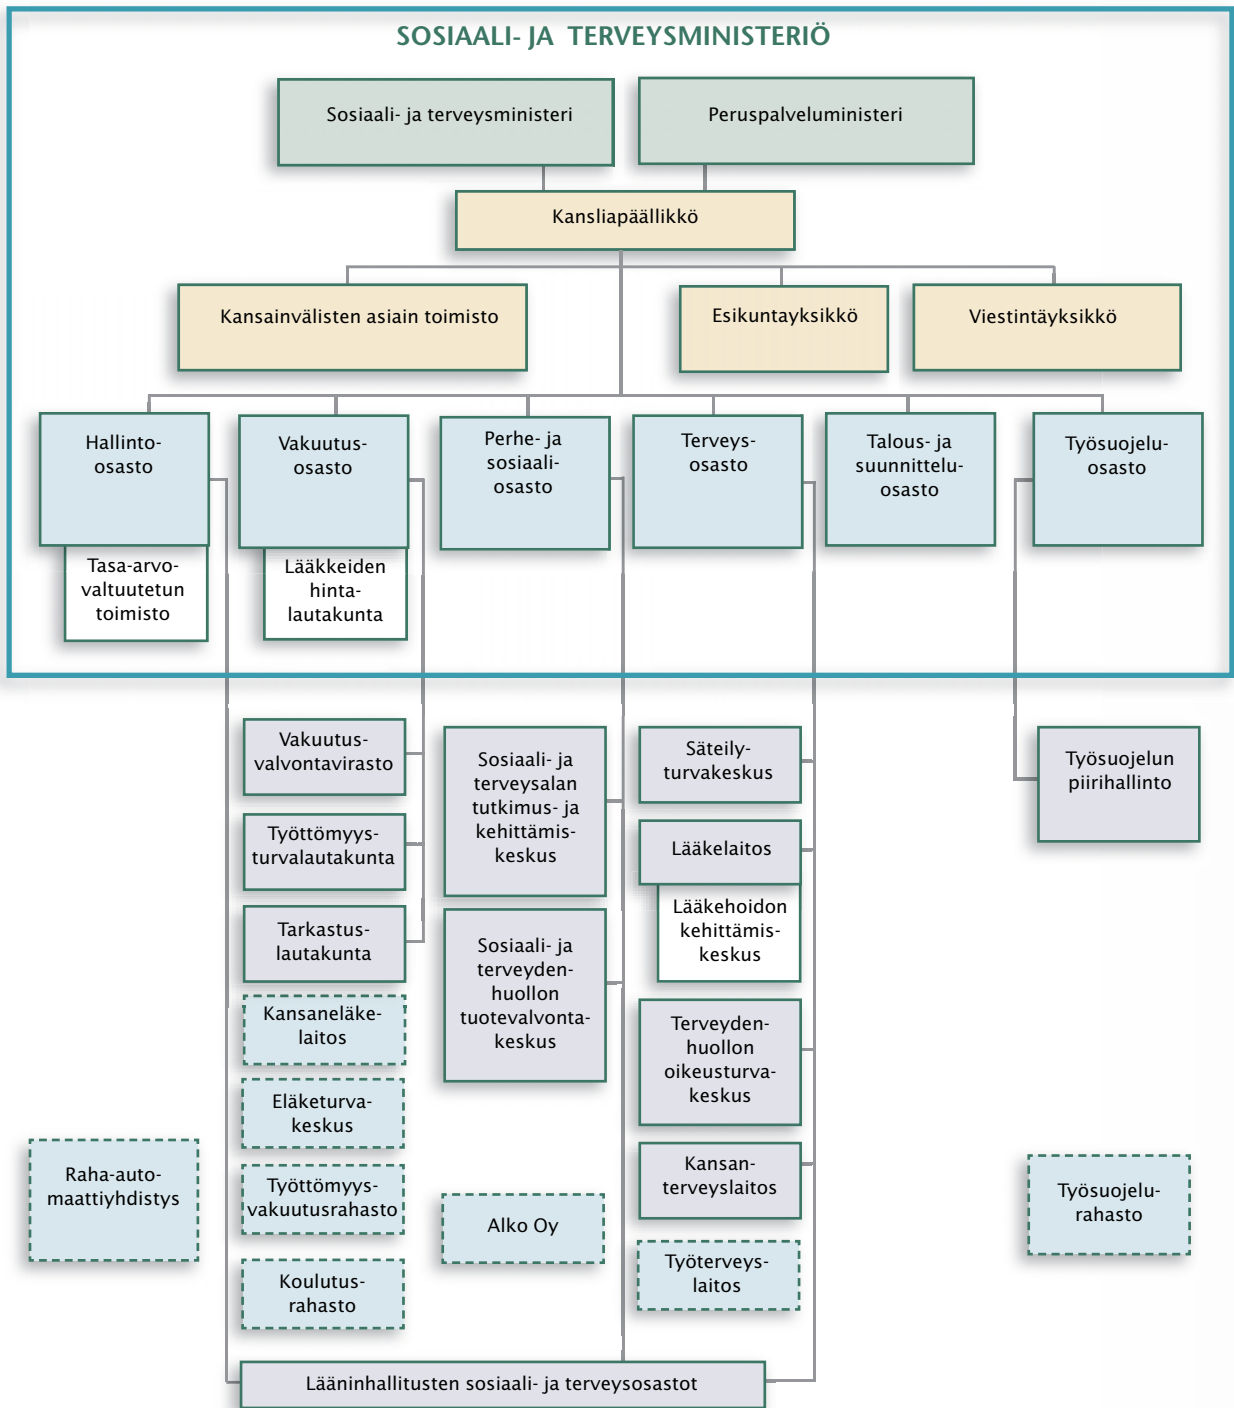 SOSIAALI- JA TERVEYSMINISTERIÖ
Sosiaali- ja terveysministeri
Peruspalveluministeri
Kansliapäällikkö
Kansainvälisten asiain toimisto
Esikuntayksikkö
Viestintäyksikkö
Hallinto-
osasto
Vakuutus-
osasto
Perhe- ja
sosiaali-
osasto
Terveys-
osasto
Talous- ja
suunnittelu-
osasto
Työsuojelu-
osasto
Tasa-arvo-
valtuutetun
toimisto
Lääkkeiden
hinta-
lautakunta
Vakuutus-
valvontavirasto
Työttömyys-
turvalautakunta
Tarkastus-
lautakunta
Kansaneläke-
laitos
Eläketurva-
keskus
Työttömyys-
vakuutusrahasto
Koulutus-
rahasto
Raha-auto-
maattiyhdistys
Sosiaali- ja
terveysalan
tutkimus- ja
kehittämis-
keskus
Sosiaali- ja
terveyden-
huollon
tuotevalvonta-
keskus
Alko Oy
Säteily-
turvakeskus
Lääkelaitos
Lääkehoidon
kehittämis-
keskus
Terveyden-
huollon
oikeusturva-
keskus
Kansan-
terveyslaitos
Työterveys-
laitos
Työsuojelun
piirihallinto
Työsuojelu-
rahasto
Lääninhallitusten sosiaali- ja terveysosastot